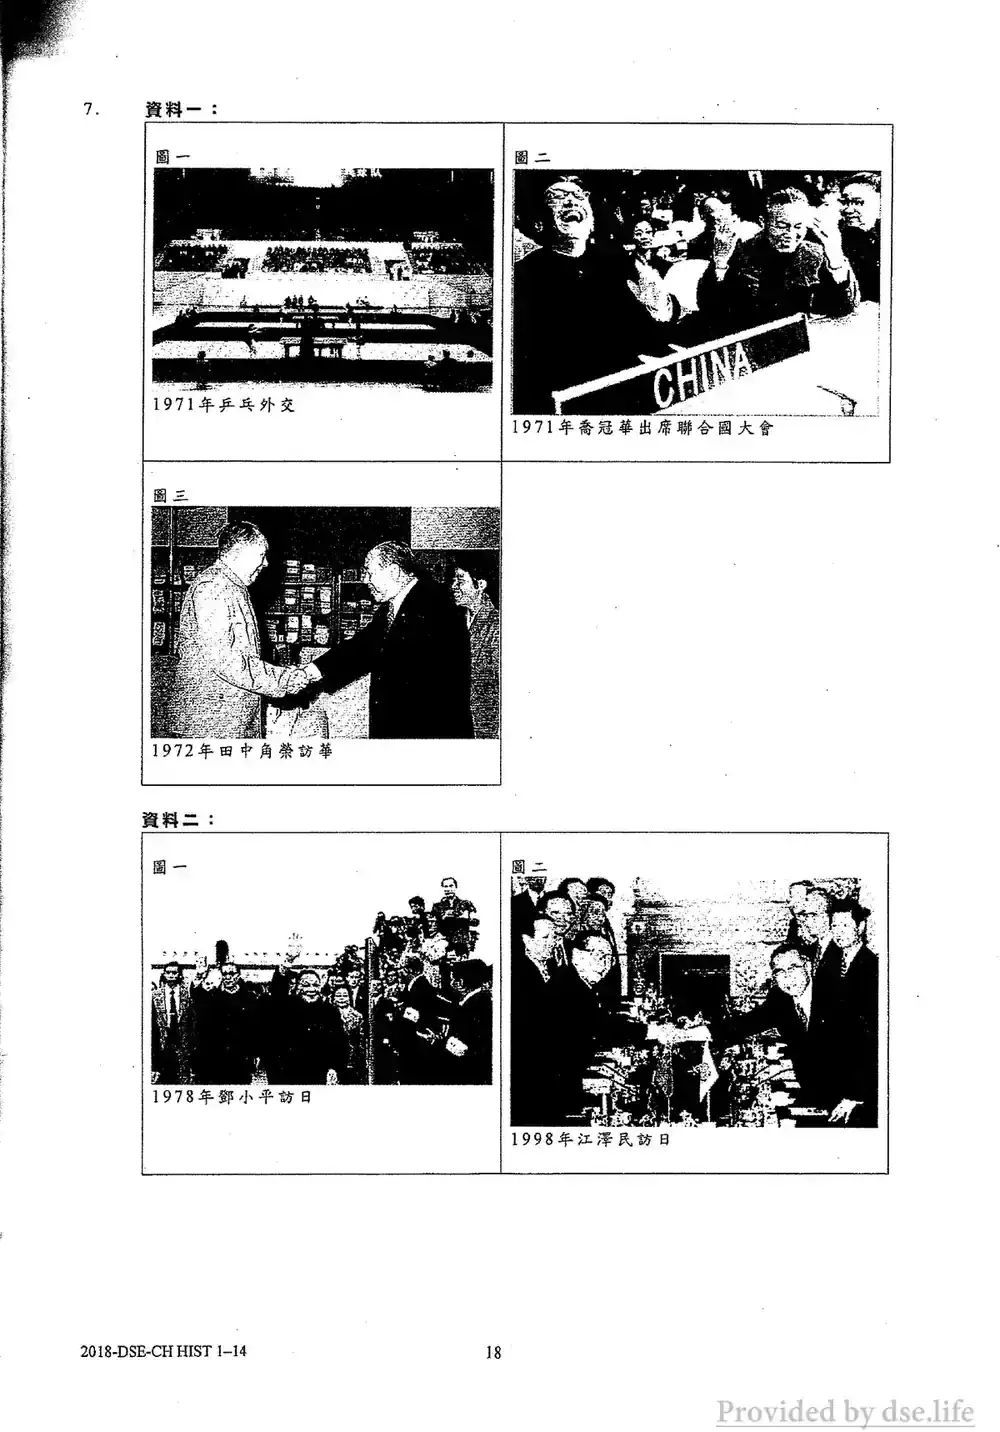 7.
資料一：
圖一
圖二
CHINA
1971年乒乓外交
1971年喬冠華出席聯合國大會
圖三
1972年田中角榮訪華
資料二：
圖一
圖二
1978年鄧小平訪日
1998年江澤民訪日
2018-DSE-CH HIST 1–14
18
Provided by dse.life